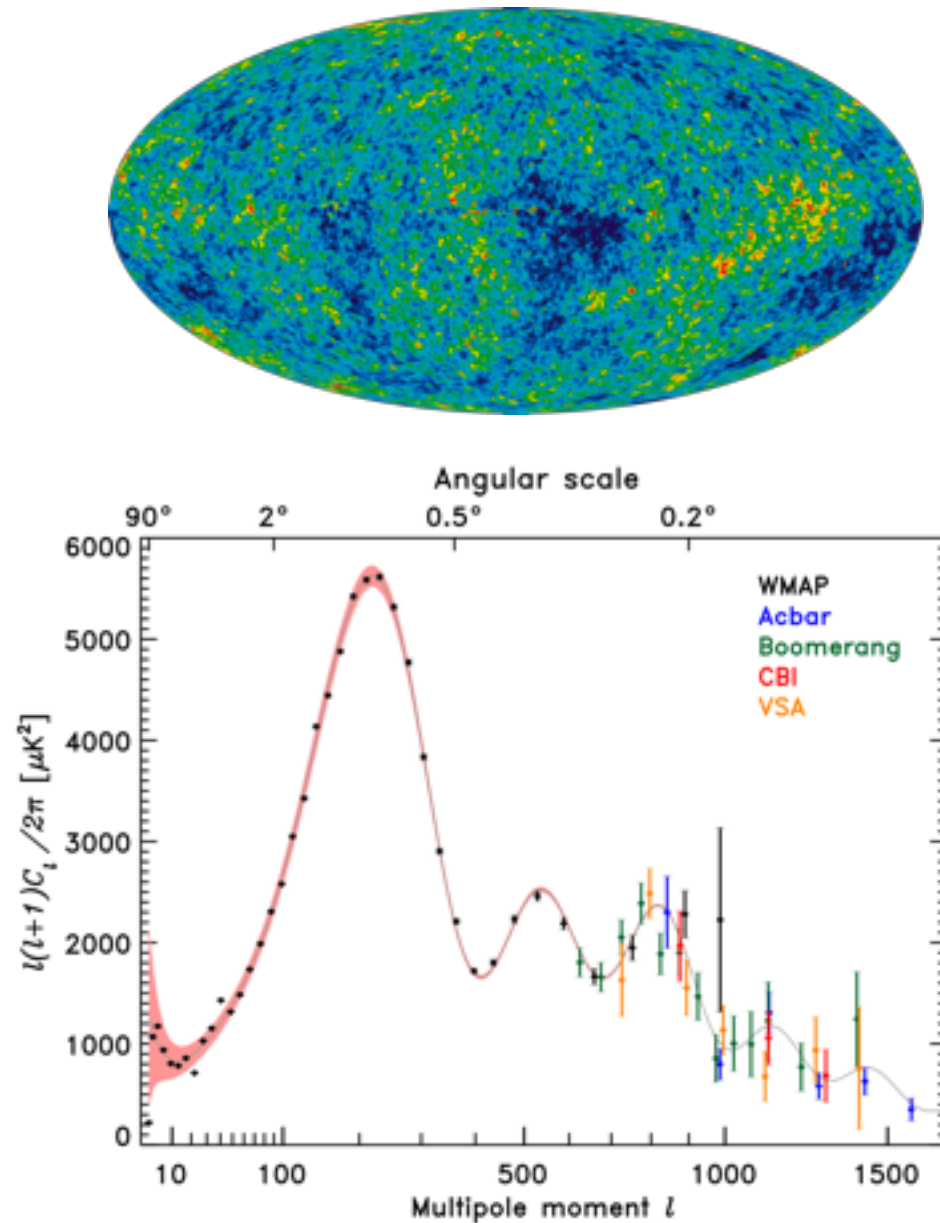 Angular scale
90° 2° 0.5° 0.2°
6000
5000
4000
3000
2000
1000
0
l(l+1)C_l/2π [μK²]
WMAP
Acbar
Boomerang
CBI
VSA
10 100 500 1000 1500
Multipole moment l